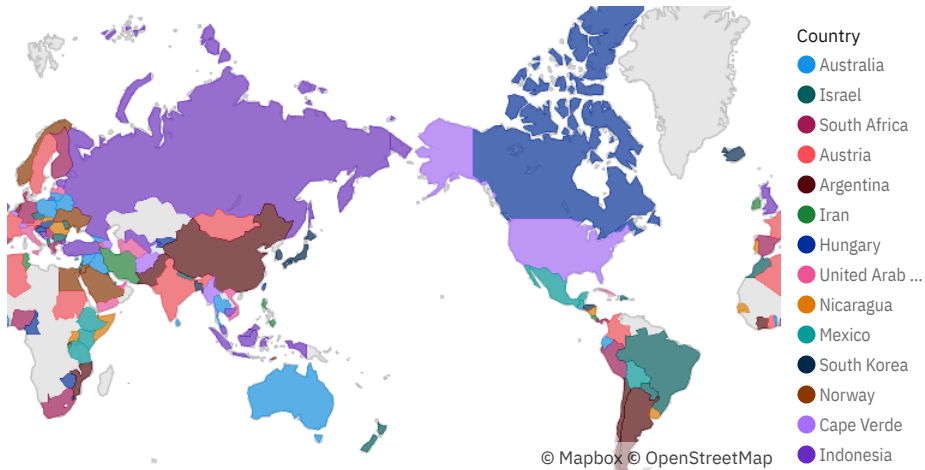 Country
Australia
Israel
South Africa
Austria
Argentina
Iran
Hungary
United Arab ...
Nicaragua
Mexico
South Korea
Norway
Cape Verde
Indonesia
© Mapbox © OpenStreetMap